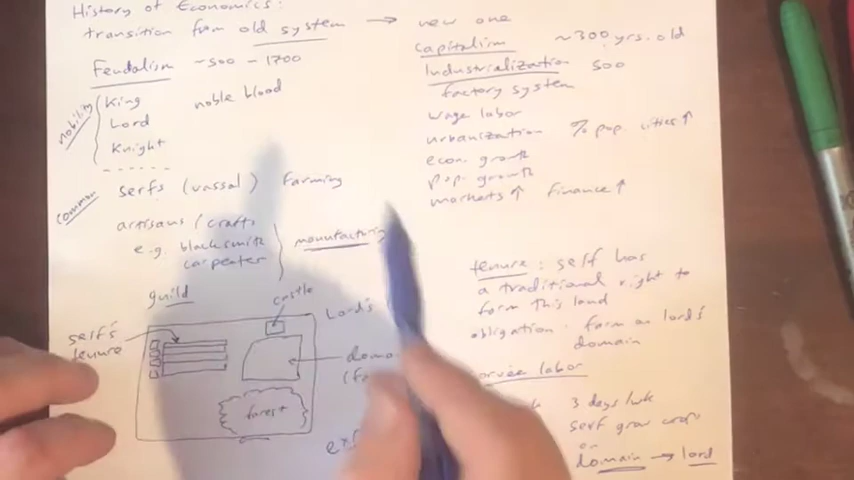 History of Economics:
transition from old system → new one
Feudalism ~500 - 1700
nobility
King
Lord
Knight
noble blood
common
serfs (vassal) farming
artisans / crafts
e.g. blacksmith
carpenter
manufacturing
guild
castle
Lord's
serf's
tenure
forest
capitalism ~300 yrs. old
Industrialization 500
factory system
wage labor
urbanization % pop. cities ↑
econ. growth
pop. growth
markets ↑ finance ↑
tenure: self has
a traditional right to
farm this land
obligation: farm on lord's
domain
corvée labor
3 days/wk
serf grow crops
on
domain → lord